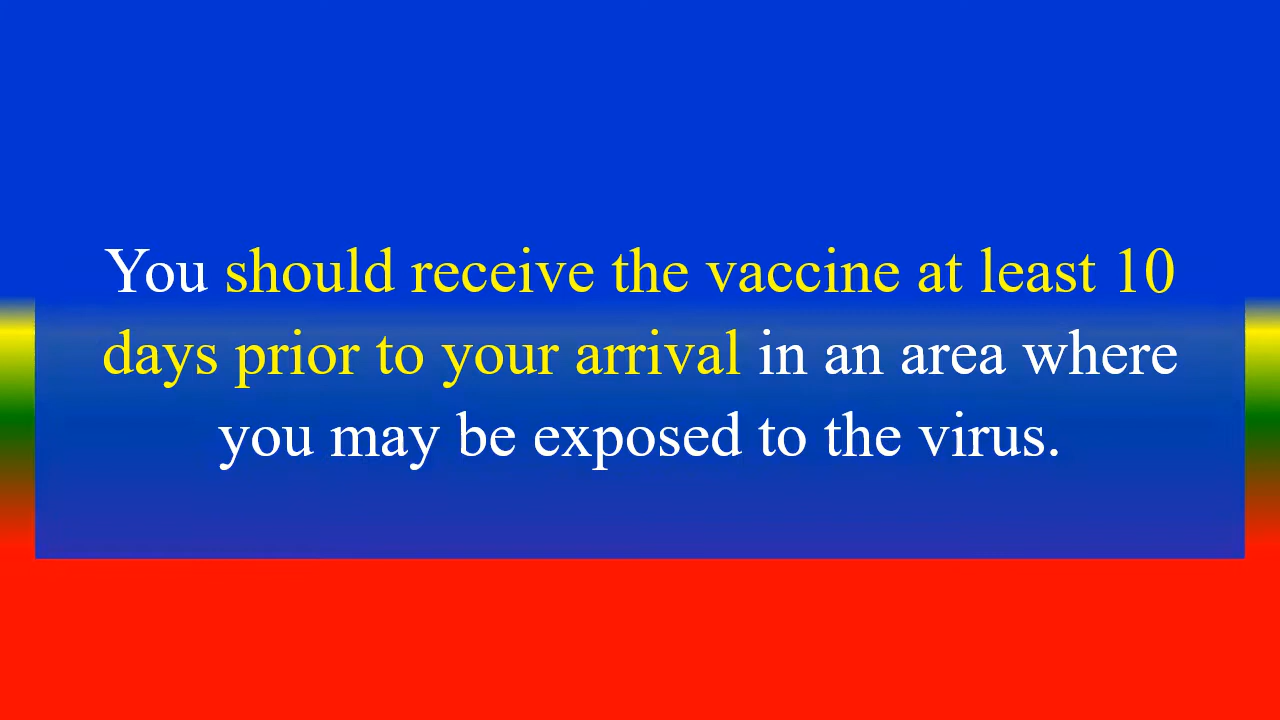 You should receive the vaccine at least 10
days prior to your arrival in an area where
you may be exposed to the virus.